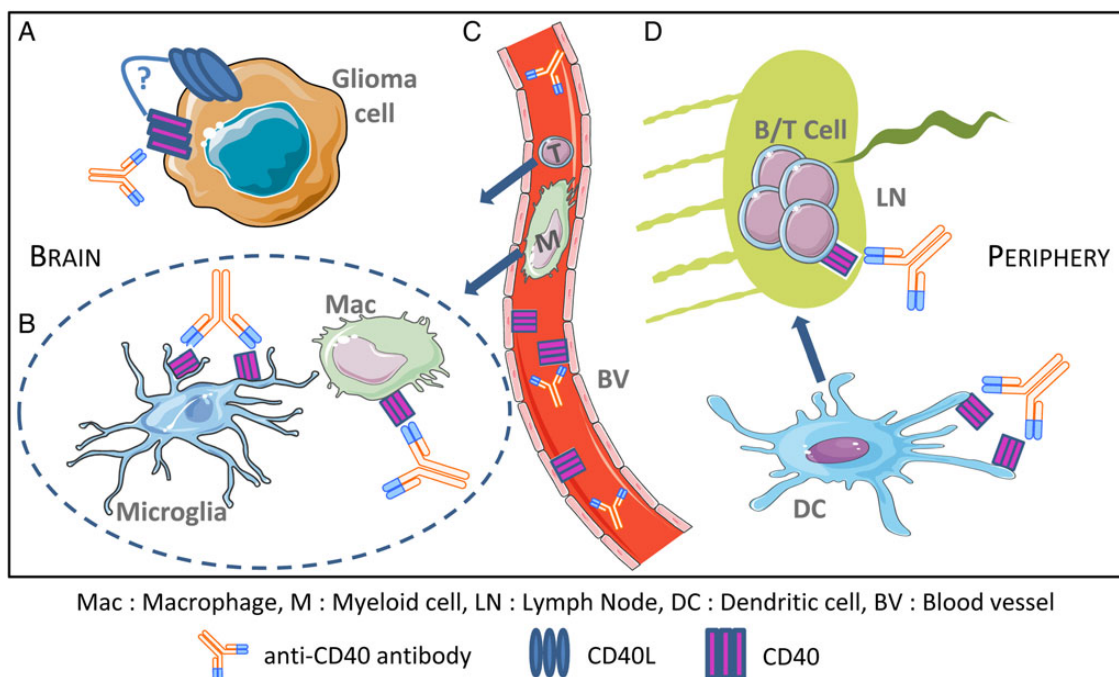 A
?
Glioma
cell
BRAIN
B
Mac
Microglia
C
T
M
BV
D
B/T Cell
LN
PERIPHERY
DC
Mac : Macrophage, M : Myeloid cell, LN : Lymph Node, DC : Dendritic cell, BV : Blood vessel
anti-CD40 antibody
CD40L
CD40